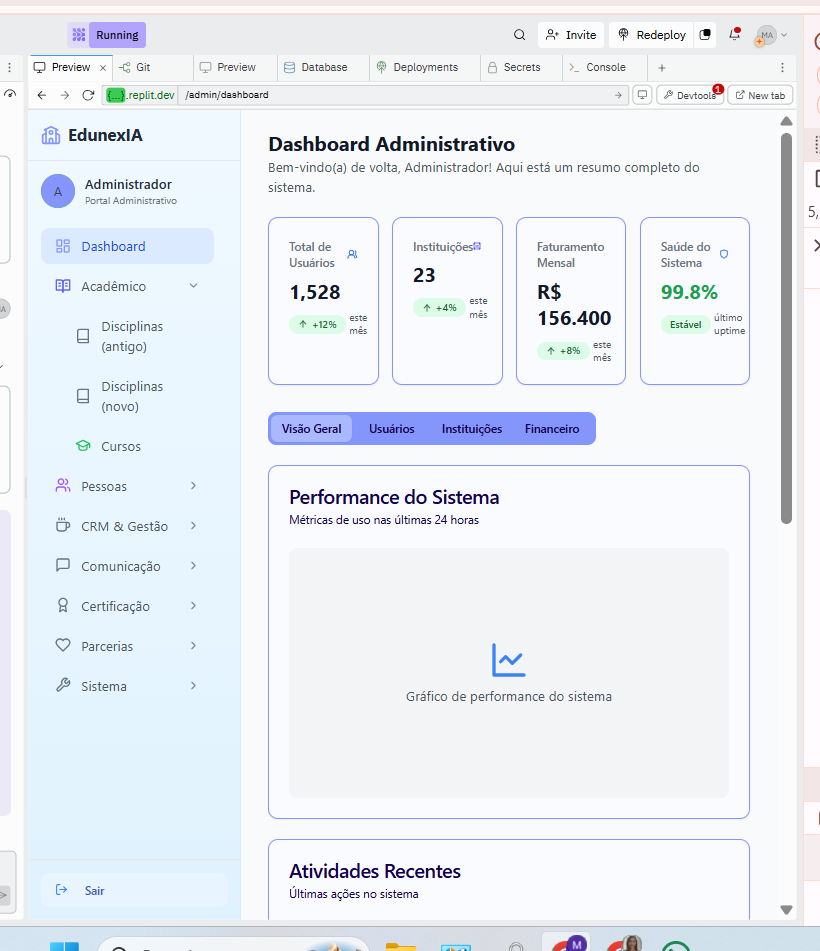 Running
Invite
Redeploy
MA
Preview
Git
Preview
Database
Deployments
Secrets
Console
.replit.dev
/admin/dashboard
Devtools
1
New tab
EdunexIA
A
Administrador
Portal Administrativo
Dashboard
Acadêmico
Disciplinas
(antigo)
Disciplinas
(novo)
Cursos
Pessoas
CRM & Gestão
Comunicação
Certificação
Parcerias
Sistema
Sair
Dashboard Administrativo
Bem-vindo(a) de volta, Administrador! Aqui está um resumo completo do
sistema.
Total de
Usuários
1,528
+12%
este
mês
Instituições
23
+4%
este
mês
Faturamento
Mensal
R$
156.400
+8%
este
mês
Saúde do
Sistema
99.8%
Estável
último
uptime
Visão Geral
Usuários
Instituições
Financeiro
Performance do Sistema
Métricas de uso nas últimas 24 horas
Gráfico de performance do sistema
Atividades Recentes
Últimas ações no sistema
5,
M